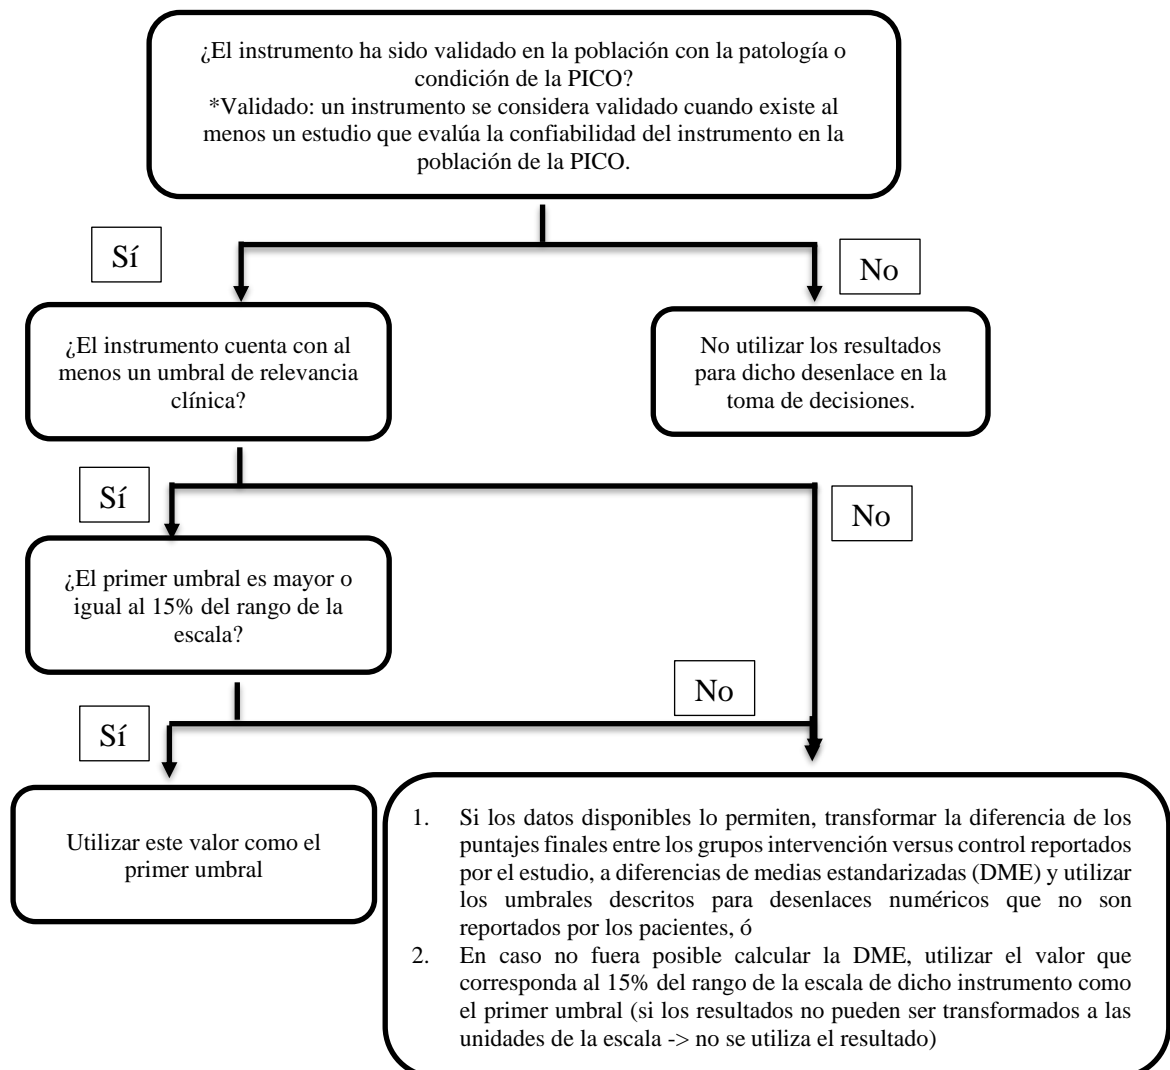 ¿El instrumento ha sido validado en la población con la patología o
condición de la PICO?
*Validado: un instrumento se considera validado cuando existe al
menos un estudio que evalúa la confiabilidad del instrumento en la
población de la PICO.
Sí
No
¿El instrumento cuenta con al
menos un umbral de relevancia
clínica?
No utilizar los resultados
para dicho desenlace en la
toma de decisiones.
Sí
No
¿El primer umbral es mayor o
igual al 15% del rango de la
escala?
No
Sí
Utilizar este valor como el
primer umbral
1. Si los datos disponibles lo permiten, transformar la diferencia de los
puntajes finales entre los grupos intervención versus control reportados
por el estudio, a diferencias de medias estandarizadas (DME) y utilizar
los umbrales descritos para desenlaces numéricos que no son
reportados por los pacientes, ó
2. En caso no fuera posible calcular la DME, utilizar el valor que
corresponda al 15% del rango de la escala de dicho instrumento como
el primer umbral (si los resultados no pueden ser transformados a las
unidades de la escala -> no se utiliza el resultado)